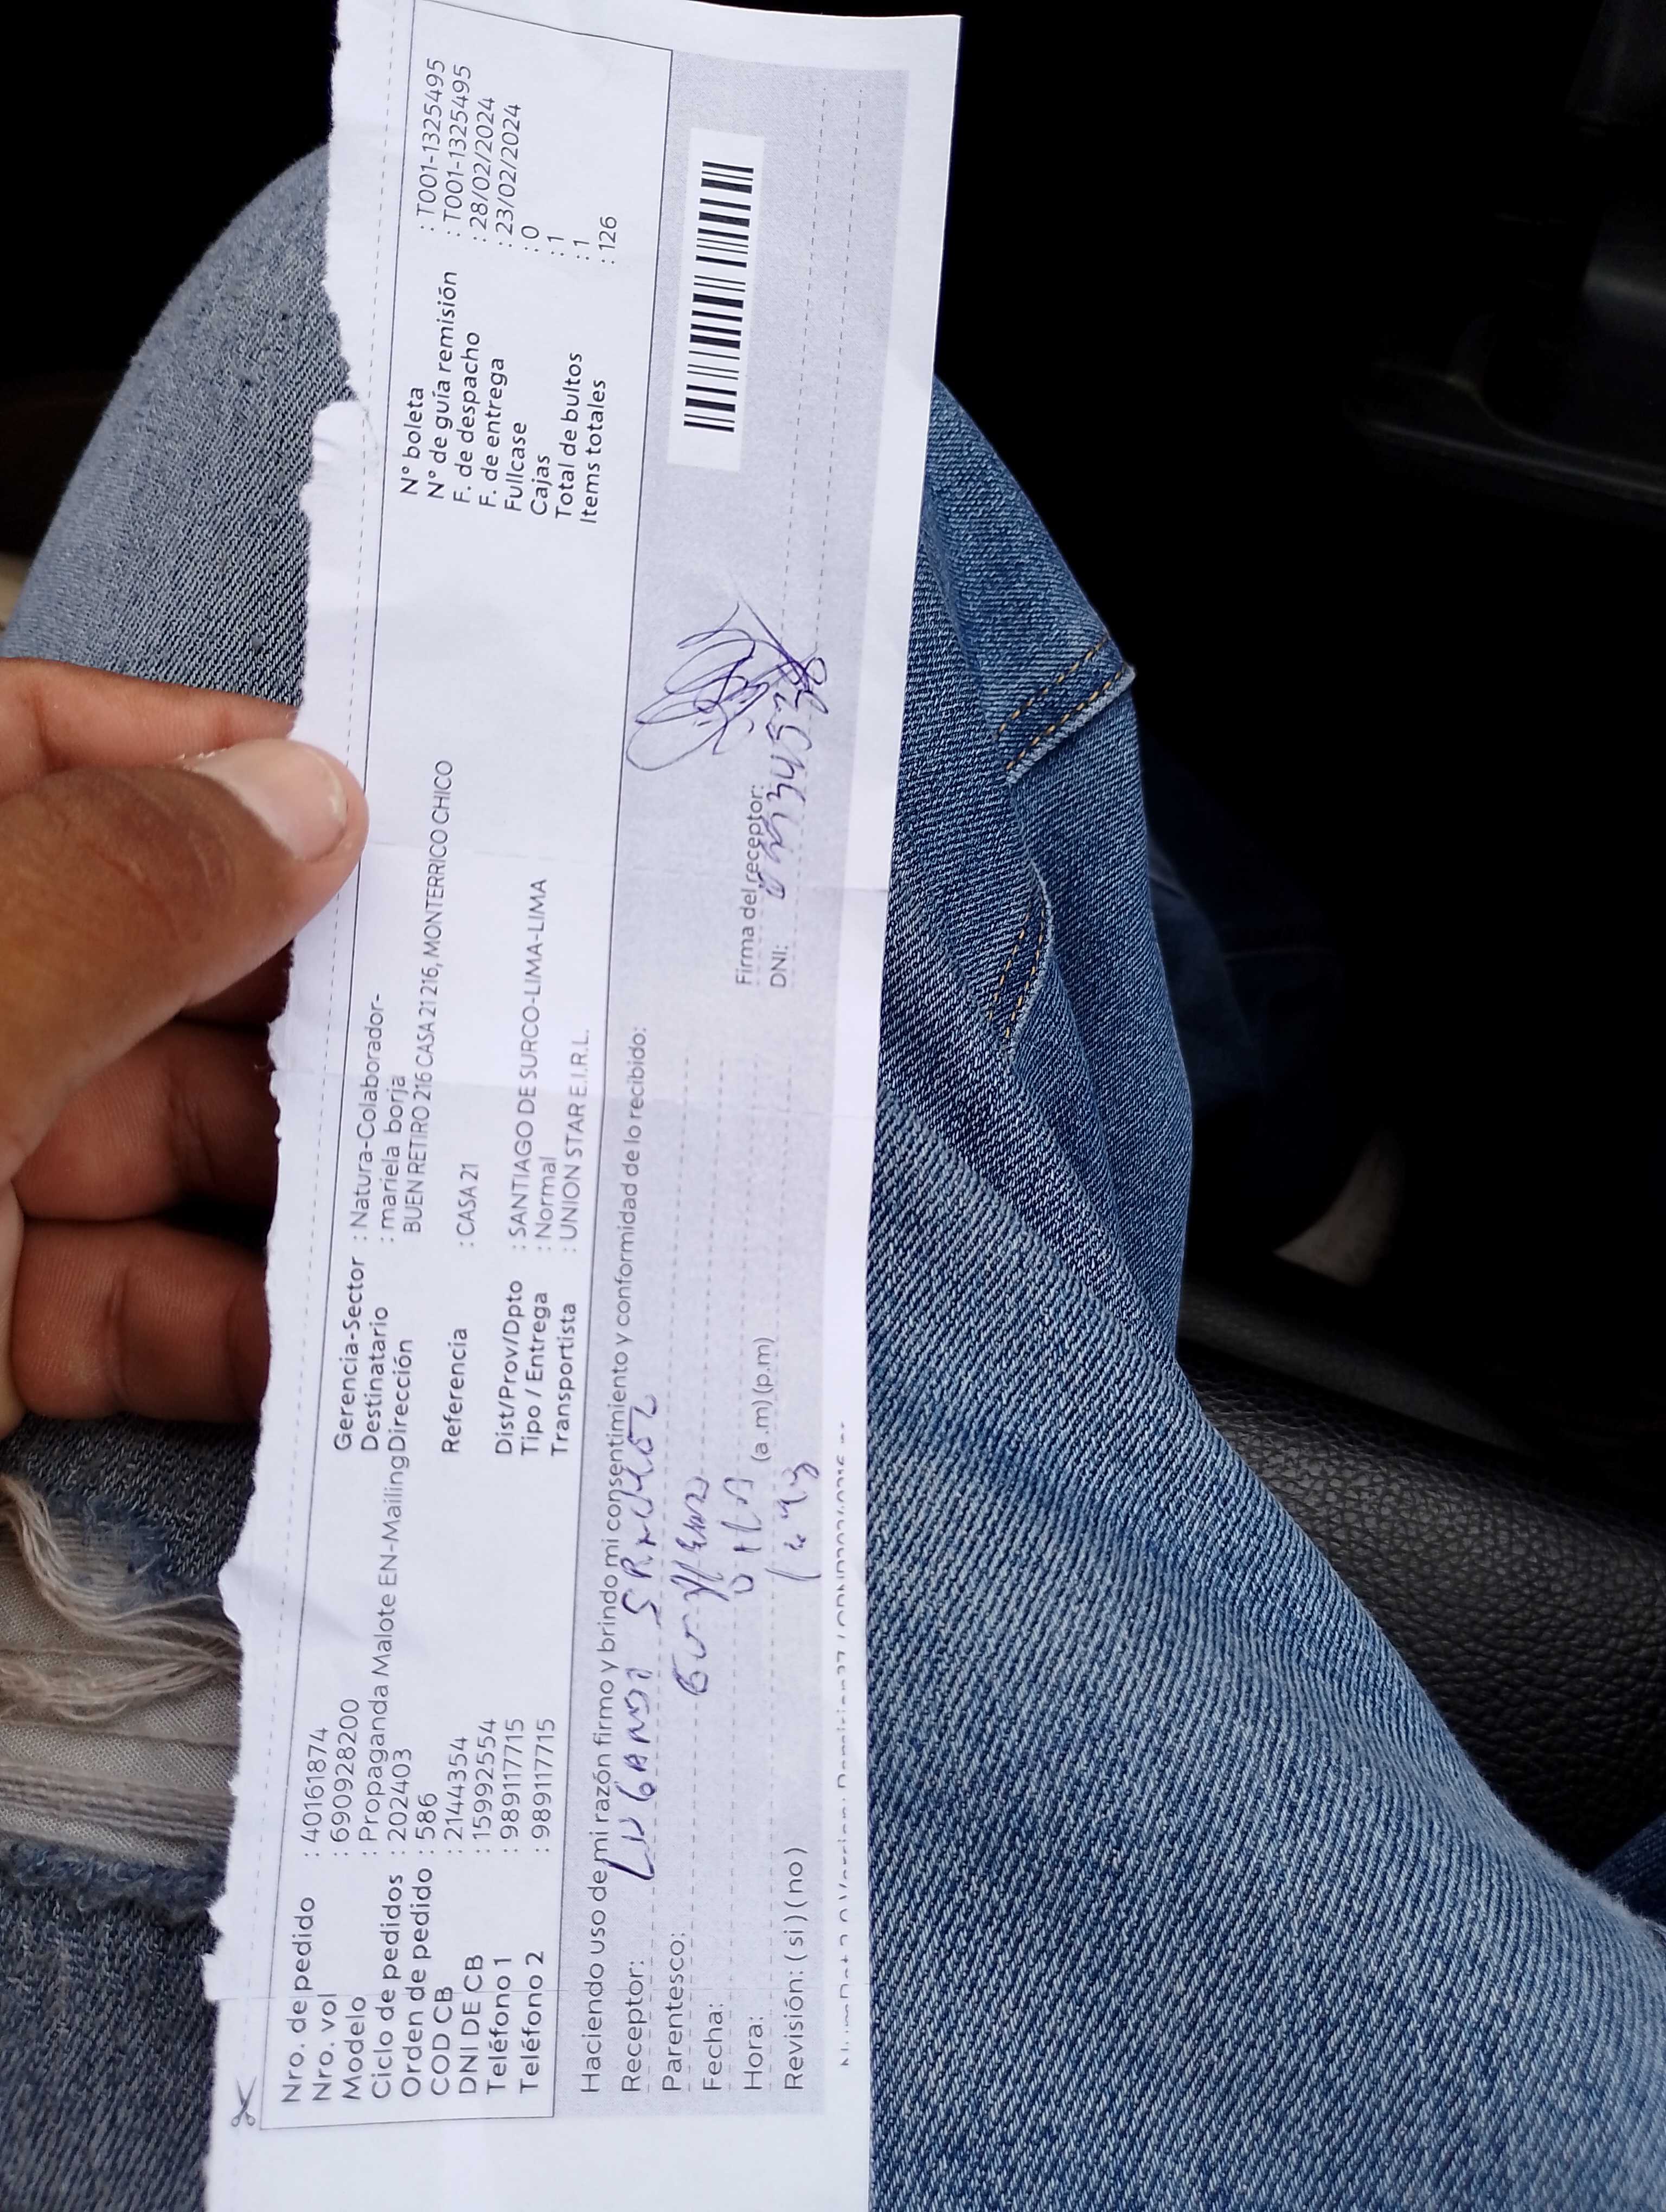 Nro. de pedido : 40161874
Nro. vol : 690928200
Modelo : Propaganda Malote EN-Mailing
Ciclo de pedidos : 202403
Orden de pedido : 586
COD CB : 21444354
DNI DE CB : 15992554
Teléfono 1 : 989117715
Teléfono 2 : 989117715
Gerencia-Sector : Natura-Colaborador-
Destinatario : mariela borja
Dirección BUEN RETIRO 216 CASA 21 216, MONTERRICO CHICO
Referencia : CASA 21
Dist/Prov/Dpto : SANTIAGO DE SURCO-LIMA-LIMA
Tipo / Entrega : Normal
Transportista : UNION STAR E.I.R.L.
N° boleta : T001-1325495
N° de guía remisión : T001-1325495
F. de despacho : 28/02/2024
F. de entrega : 23/02/2024
Fullcase : 0
Cajas : 1
Total de bultos : 1
Items totales : 126
Haciendo uso de mi razón firmo y brindo mi consentimiento y conformidad de lo recibido:
Receptor:
Parentesco:
Fecha:
Hora: (a.m) (p.m)
Revisión: ( si ) ( no )
Firma del receptor:
DNI: